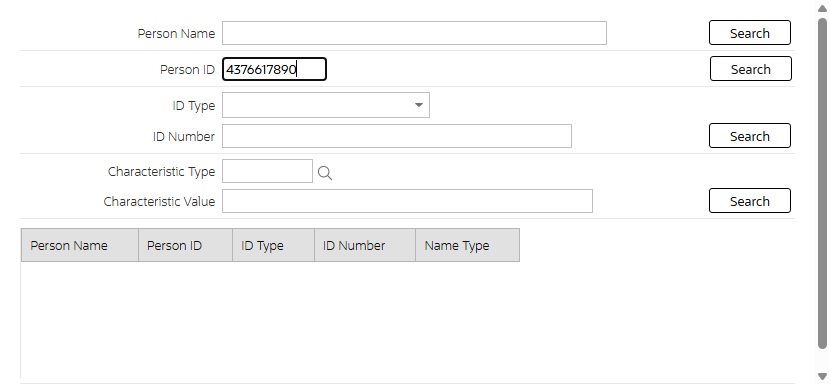 Person Name Search
Person ID 4376617890 Search
ID Type
ID Number Search
Characteristic Type
Characteristic Value Search
Person Name Person ID ID Type ID Number Name Type